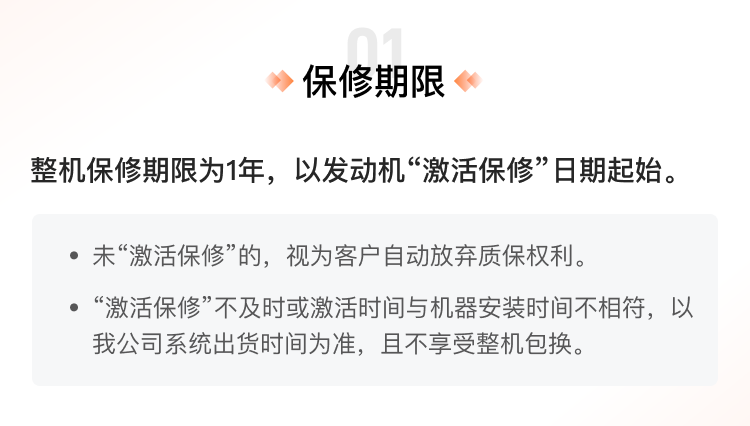 01
保修期限
整机保修期限为1年，以发动机“激活保修”日期起始。
• 未“激活保修”的，视为客户自动放弃质保权利。
• “激活保修”不及时或激活时间与机器安装时间不相符，以
我公司系统出货时间为准，且不享受整机包换。